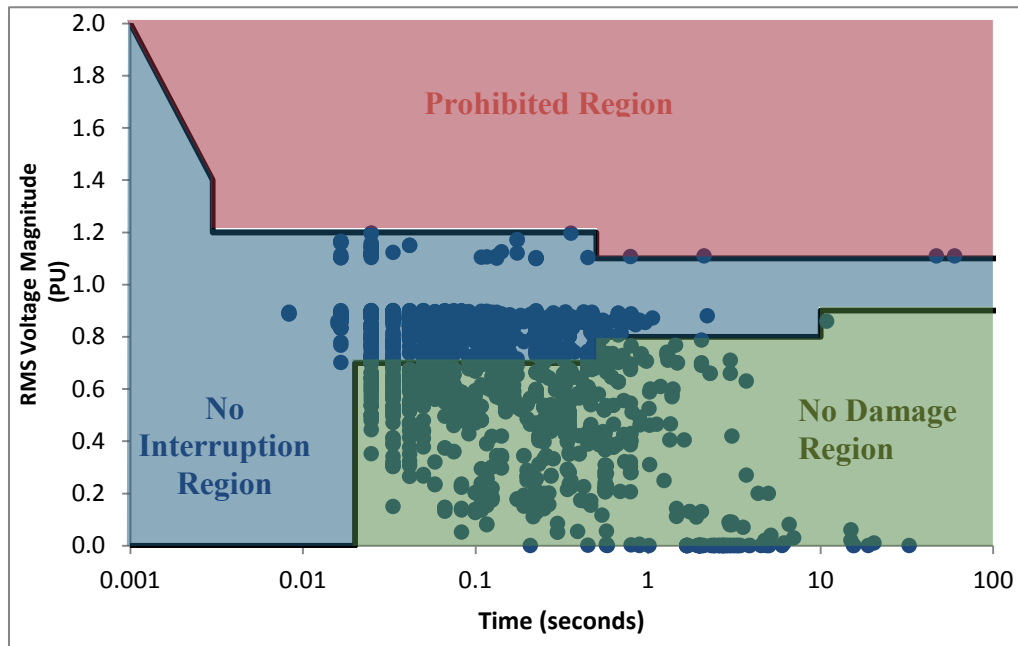 RMS Voltage Magnitude
(PU)
2.0
1.8
1.6
1.4
1.2
1.0
0.8
0.6
0.4
0.2
0.0
Prohibited Region
No
Interruption
Region
No Damage
Region
0.001
0.01
0.1
1
10
100
Time (seconds)